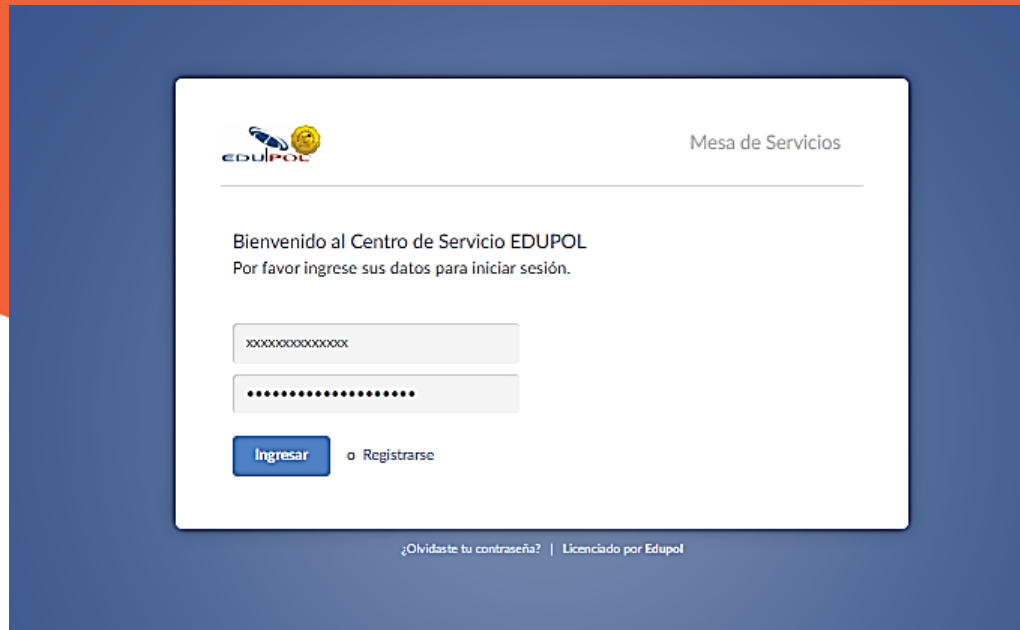 EDUPOL
Mesa de Servicios
Bienvenido al Centro de Servicio EDUPOL
Por favor ingrese sus datos para iniciar sesión.
xxxxxxxxxxxxxx
••••••••••••••••••••
Ingresar o Registrarse
¿Olvidaste tu contraseña? | Licenciado por Edupol